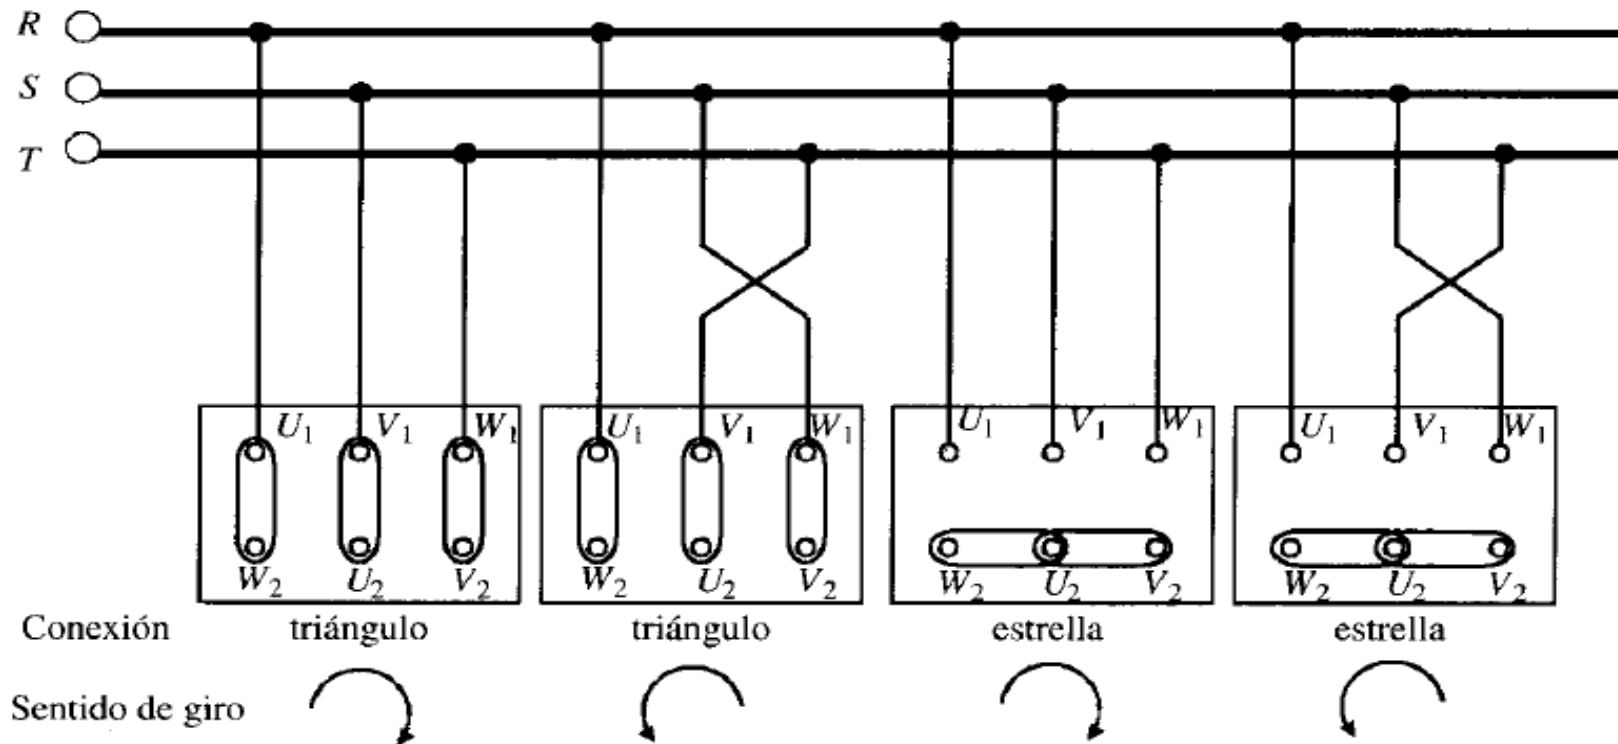 R
S
T
U1 V1 W1 U1 V1 W1 U1 V1 W1 U1 V1 W1
W2 U2 V2 W2 U2 V2 W2 U2 V2 W2 U2 V2
Conexión triángulo triángulo estrella estrella
Sentido de giro